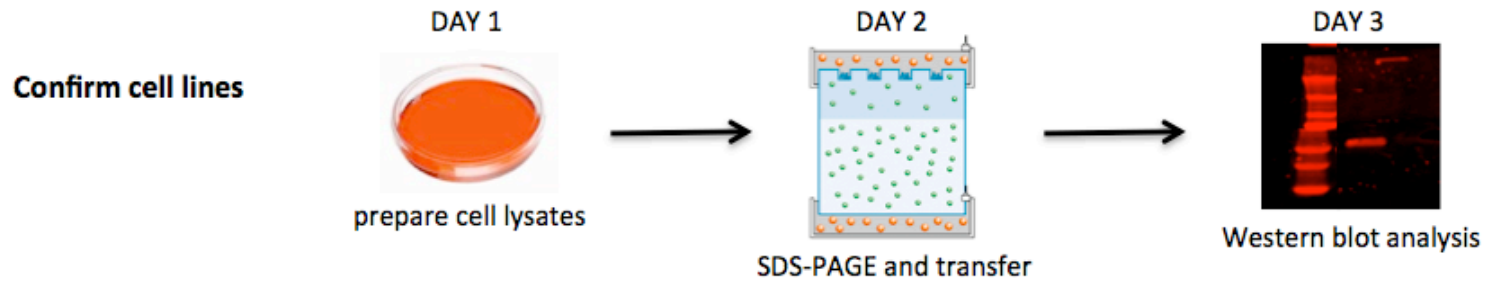 DAY 1
DAY 2
DAY 3
Confirm cell lines
prepare cell lysates
SDS-PAGE and transfer
Western blot analysis